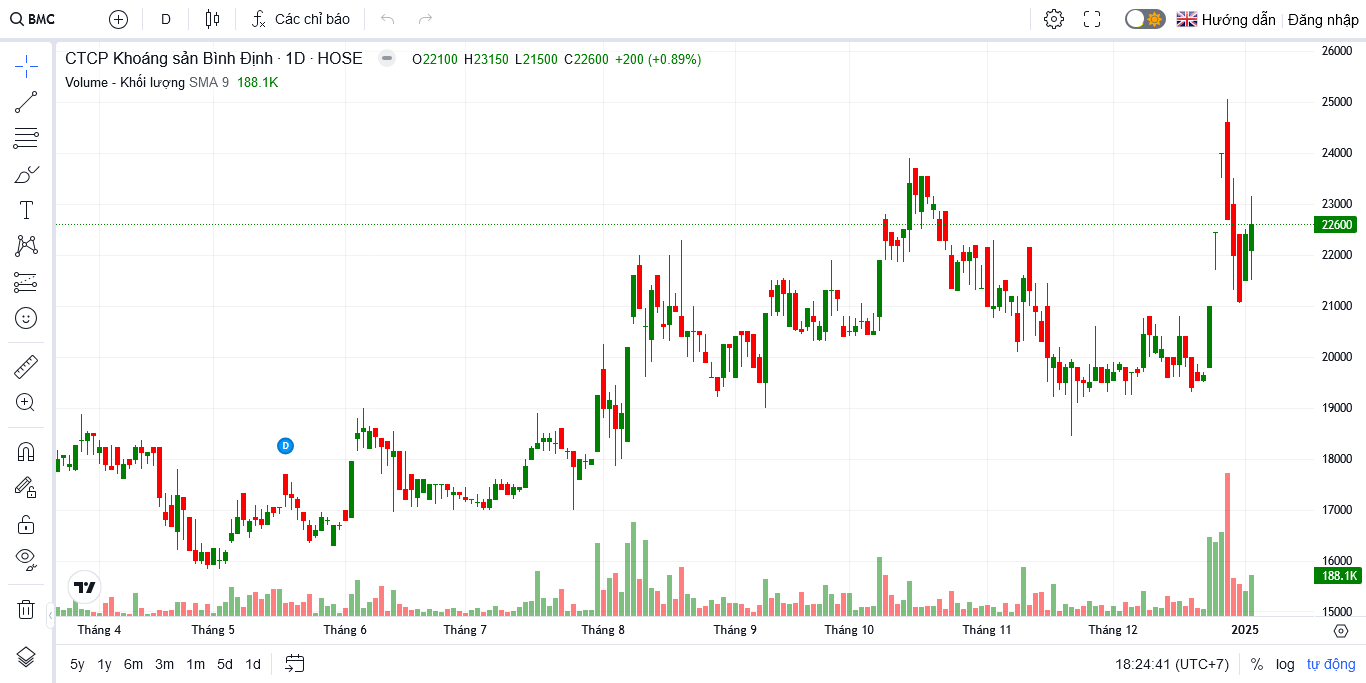 BMC D Các chỉ báo Hướng dẫn Đăng nhập
CTCP Khoáng sản Bình Định · 1D · HOSE O22100 H23150 L21500 C22600 +200 (+0.89%)
Volume - Khối lượng SMA 9 188.1K
26000
25000
24000
23000
22600
22000
21000
20000
19000
18000
17000
16000
188.1K
15000
D
Tháng 4 Tháng 5 Tháng 6 Tháng 7 Tháng 8 Tháng 9 Tháng 10 Tháng 11 Tháng 12 2025
5y 1y 6m 3m 1m 5d 1d 18:24:41 (UTC+7) % log tự động